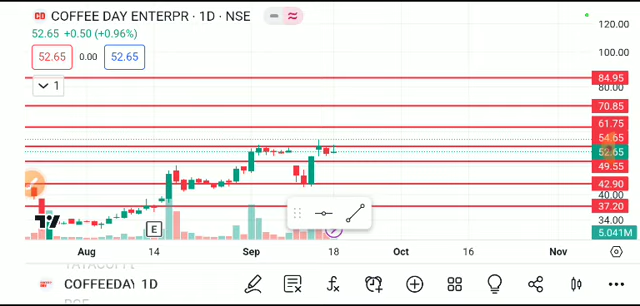 COFFEE DAY ENTERPR · 1D · NSE
52.65 +0.50 (+0.96%)
52.65 0.00 52.65
1
120.00
100.00
84.95
80.00
70.85
61.75
54.65
52.65
49.55
42.90
40.00
37.20
34.00
5.041M
E
Aug 14 Sep 18 Oct 16 Nov
COFFEEDAY 1D